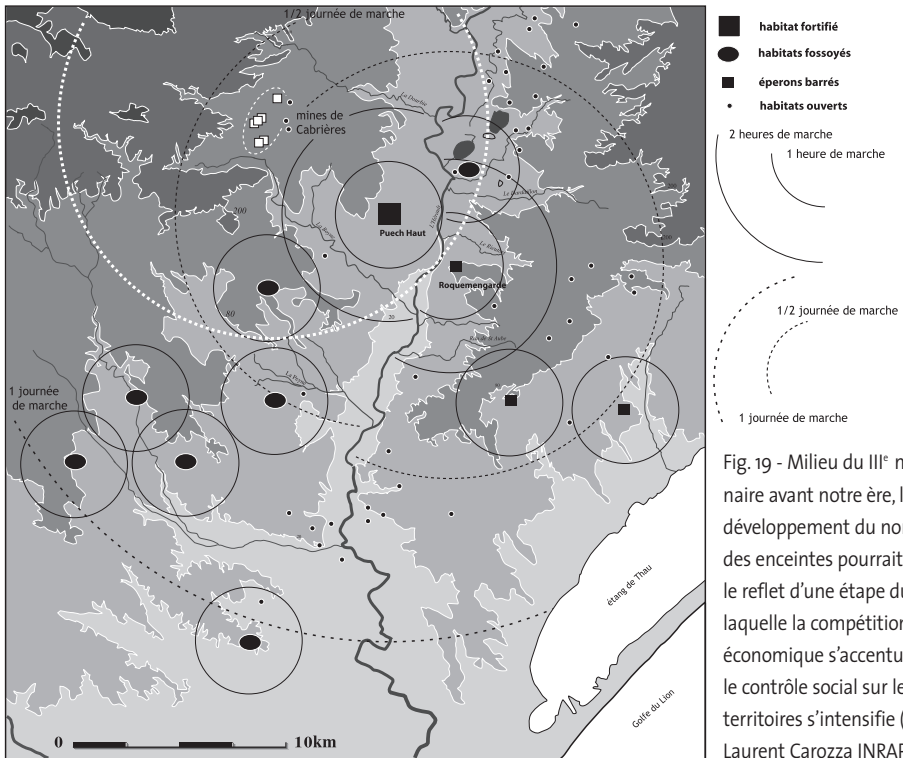 1/2 journée de marche
La Dourbie
mines de
Cabrières
200
Puech Haut
L'Hérault
Roquemengarde
80
20
1 journée
de marche
étang de Thau
Golfe du Lion
0
10km
habitat fortifié
habitats fossoyés
éperons barrés
habitats ouverts
2 heures de marche
1 heure de marche
1/2 journée de marche
1 journée de marche
Fig. 19 - Milieu du IIIe m
naire avant notre ère, l
développement du nor
des enceintes pourrait
le reflet d'une étape du
laquelle la compétition
économique s'accentu
le contrôle social sur le
territoires s'intensifie (
Laurent Carozza INRAP